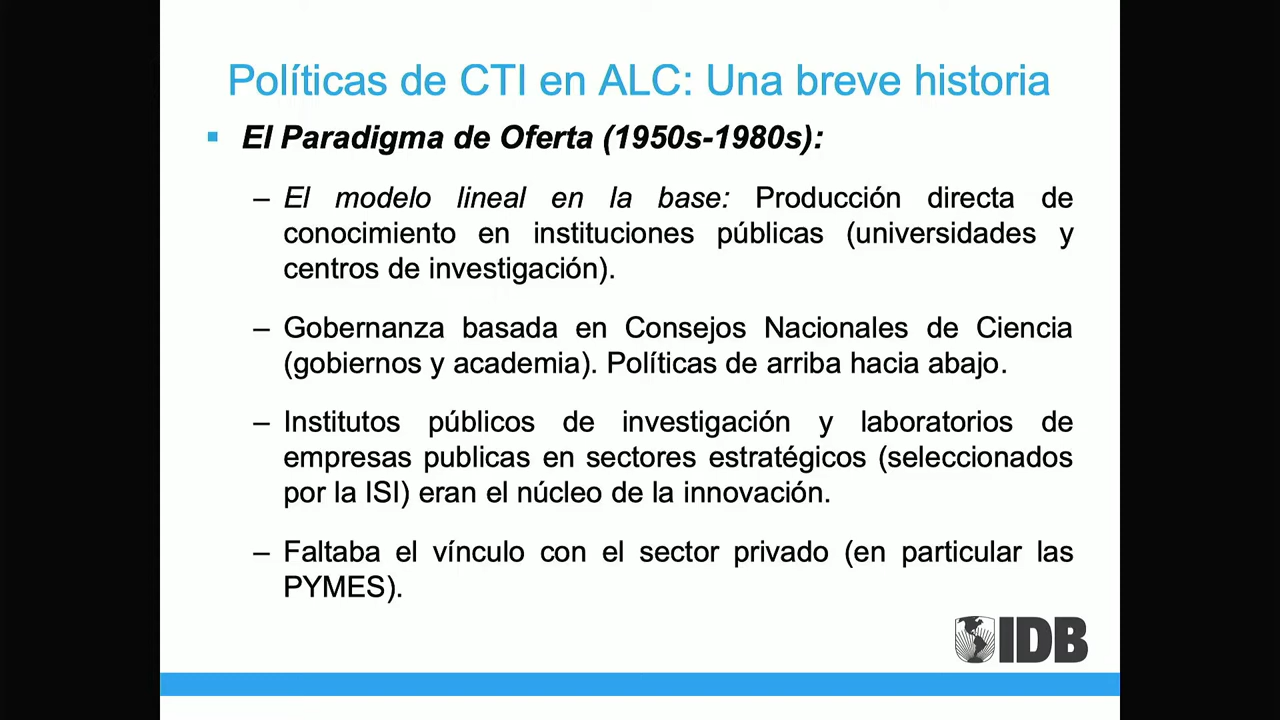 Políticas de CTI en ALC: Una breve historia
▪ El Paradigma de Oferta (1950s-1980s):
– El modelo lineal en la base: Producción directa de
conocimiento en instituciones públicas (universidades y
centros de investigación).
– Gobernanza basada en Consejos Nacionales de Ciencia
(gobiernos y academia). Políticas de arriba hacia abajo.
– Institutos públicos de investigación y laboratorios de
empresas publicas en sectores estratégicos (seleccionados
por la ISI) eran el núcleo de la innovación.
– Faltaba el vínculo con el sector privado (en particular las
PYMES).
IDB